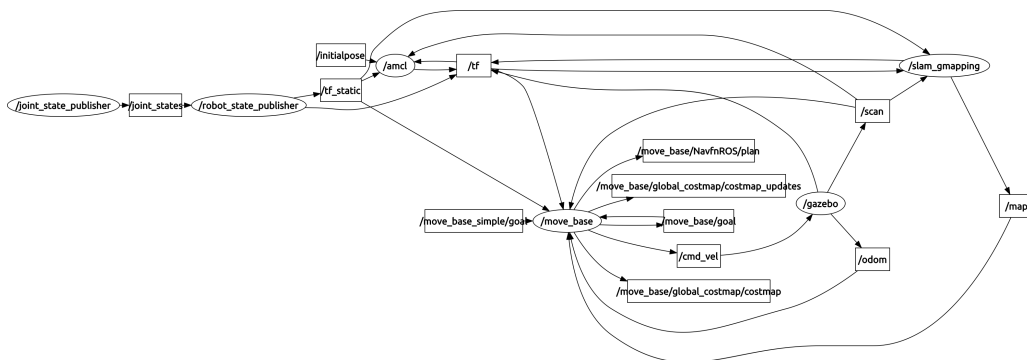 /initialpose
/amcl
/tf
/slam_gmapping
/tf_static
/joint_state_publisher
/joint_states
/robot_state_publisher
/scan
/move_base/NavfnROS/plan
/move_base/global_costmap/costmap_updates
/gazebo
/map
/move_base_simple/goal
/move_base
/move_base/goal
/cmd_vel
/odom
/move_base/global_costmap/costmap